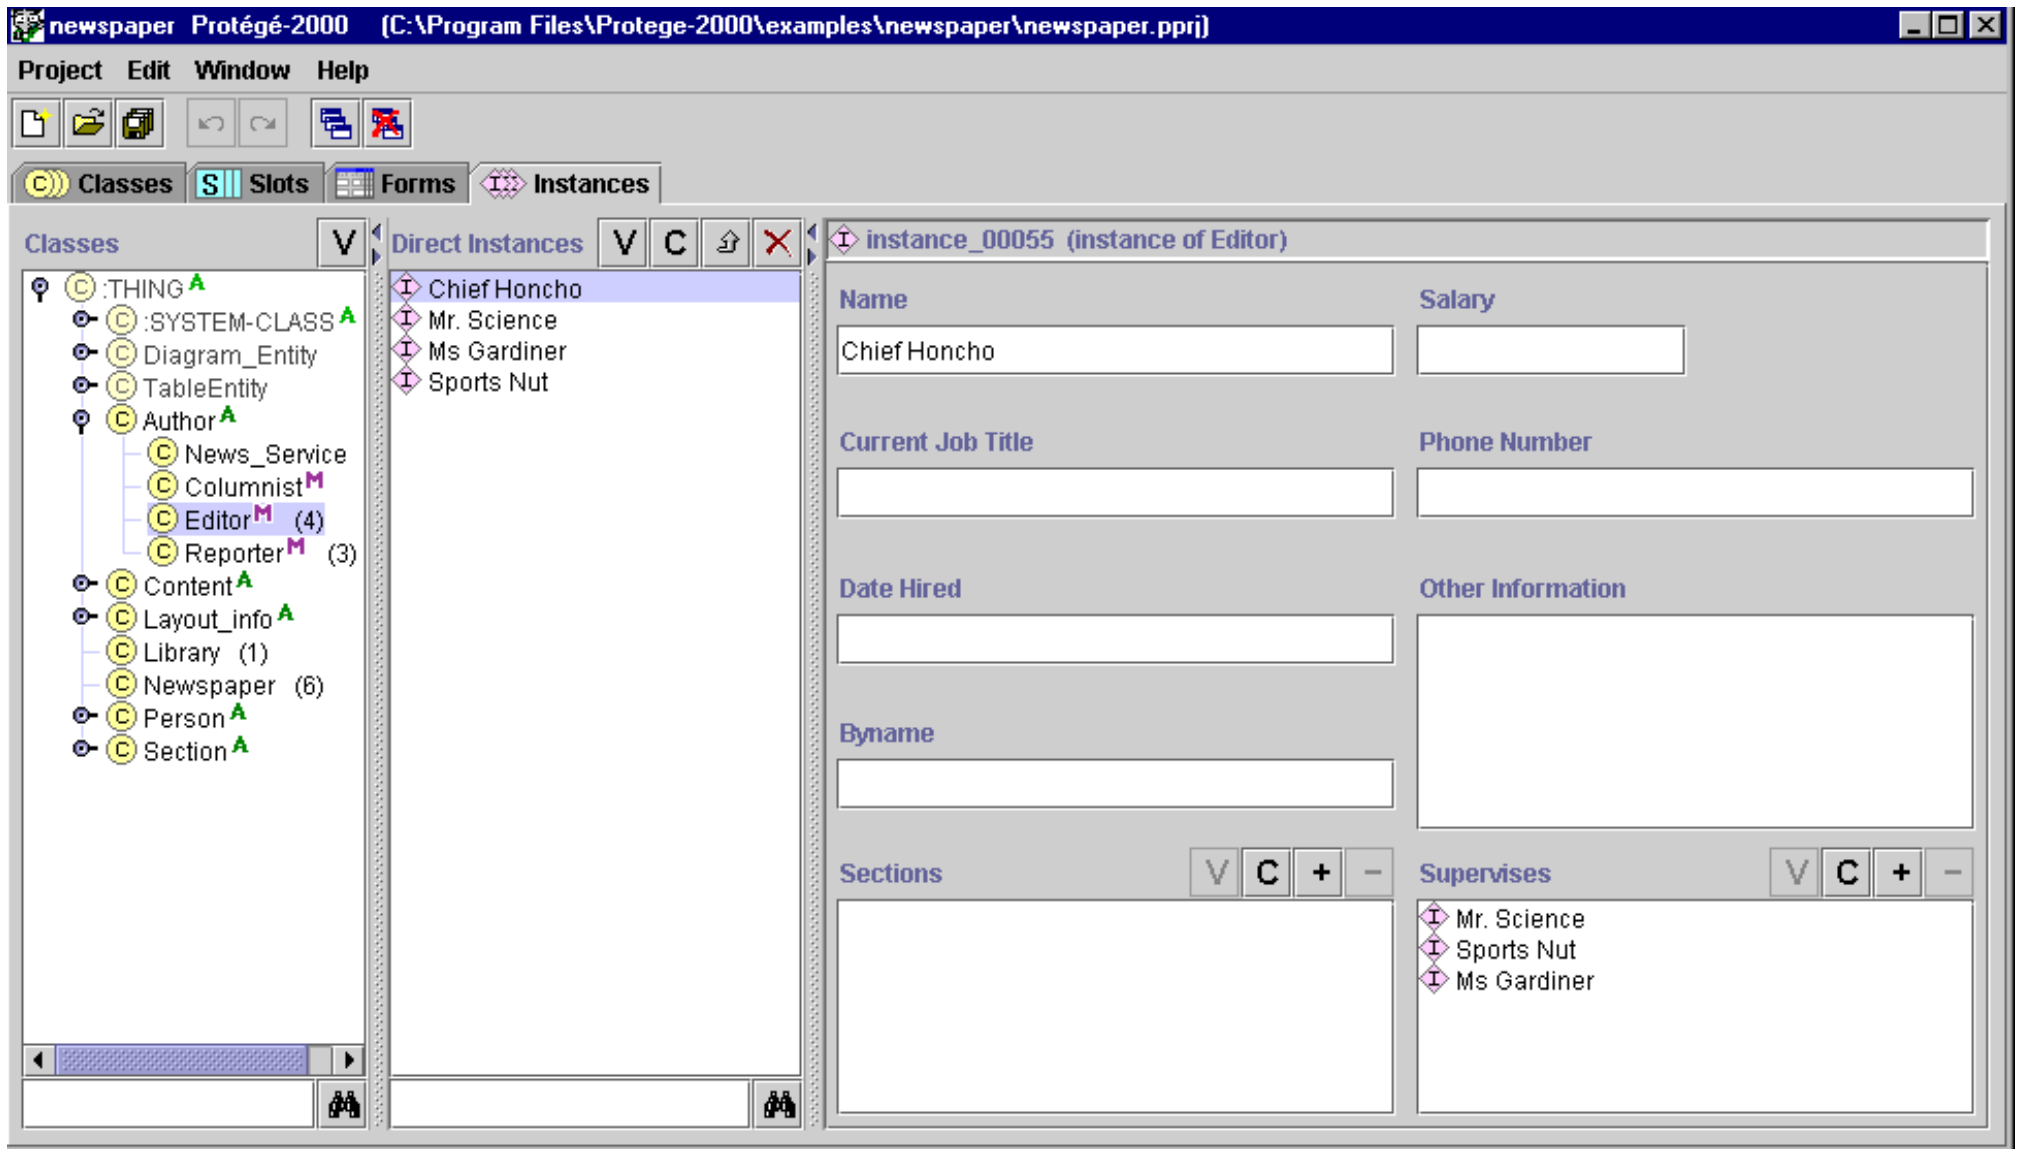 newspaper Protégé-2000 (C:\Program Files\Protege-2000\examples\newspaper\newspaper.pprj)
Project Edit Window Help
Classes Slots Forms Instances
Classes V
:THING A
:SYSTEM-CLASS A
Diagram_Entity
TableEntity
Author A
News_Service
Columnist M
Editor M (4)
Reporter M (3)
Content A
Layout_info A
Library (1)
Newspaper (6)
Person A
Section A
Direct Instances V C
Chief Honcho
Mr. Science
Ms Gardiner
Sports Nut
instance_00055 (instance of Editor)
Name
Chief Honcho
Salary
Current Job Title
Phone Number
Date Hired
Other Information
Byname
Sections V C + -
Supervises V C + -
Mr. Science
Sports Nut
Ms Gardiner